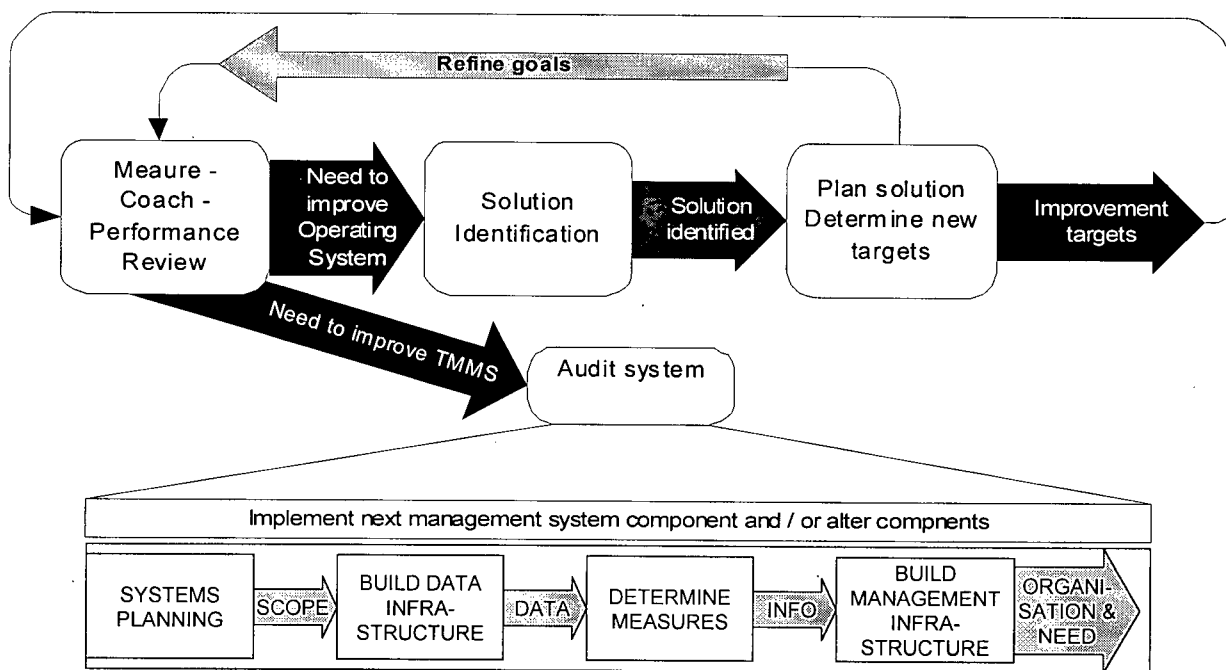 Refine goals
Meaure -
Coach -
Performance
Review
Need to
improve
Operating
System
Solution
Identification
Solution
identified
Plan solution
Determine new
targets
Improvement
targets
Need to improve TMMS
Audit system
Implement next management system component and / or alter compnents
SYSTEMS
PLANNING
SCOPE
BUILD DATA
INFRA-
STRUCTURE
DATA
DETERMINE
MEASURES
INFO
BUILD
MANAGEMENT
INFRA-
STRUCTURE
ORGANI-
SATION &
NEED